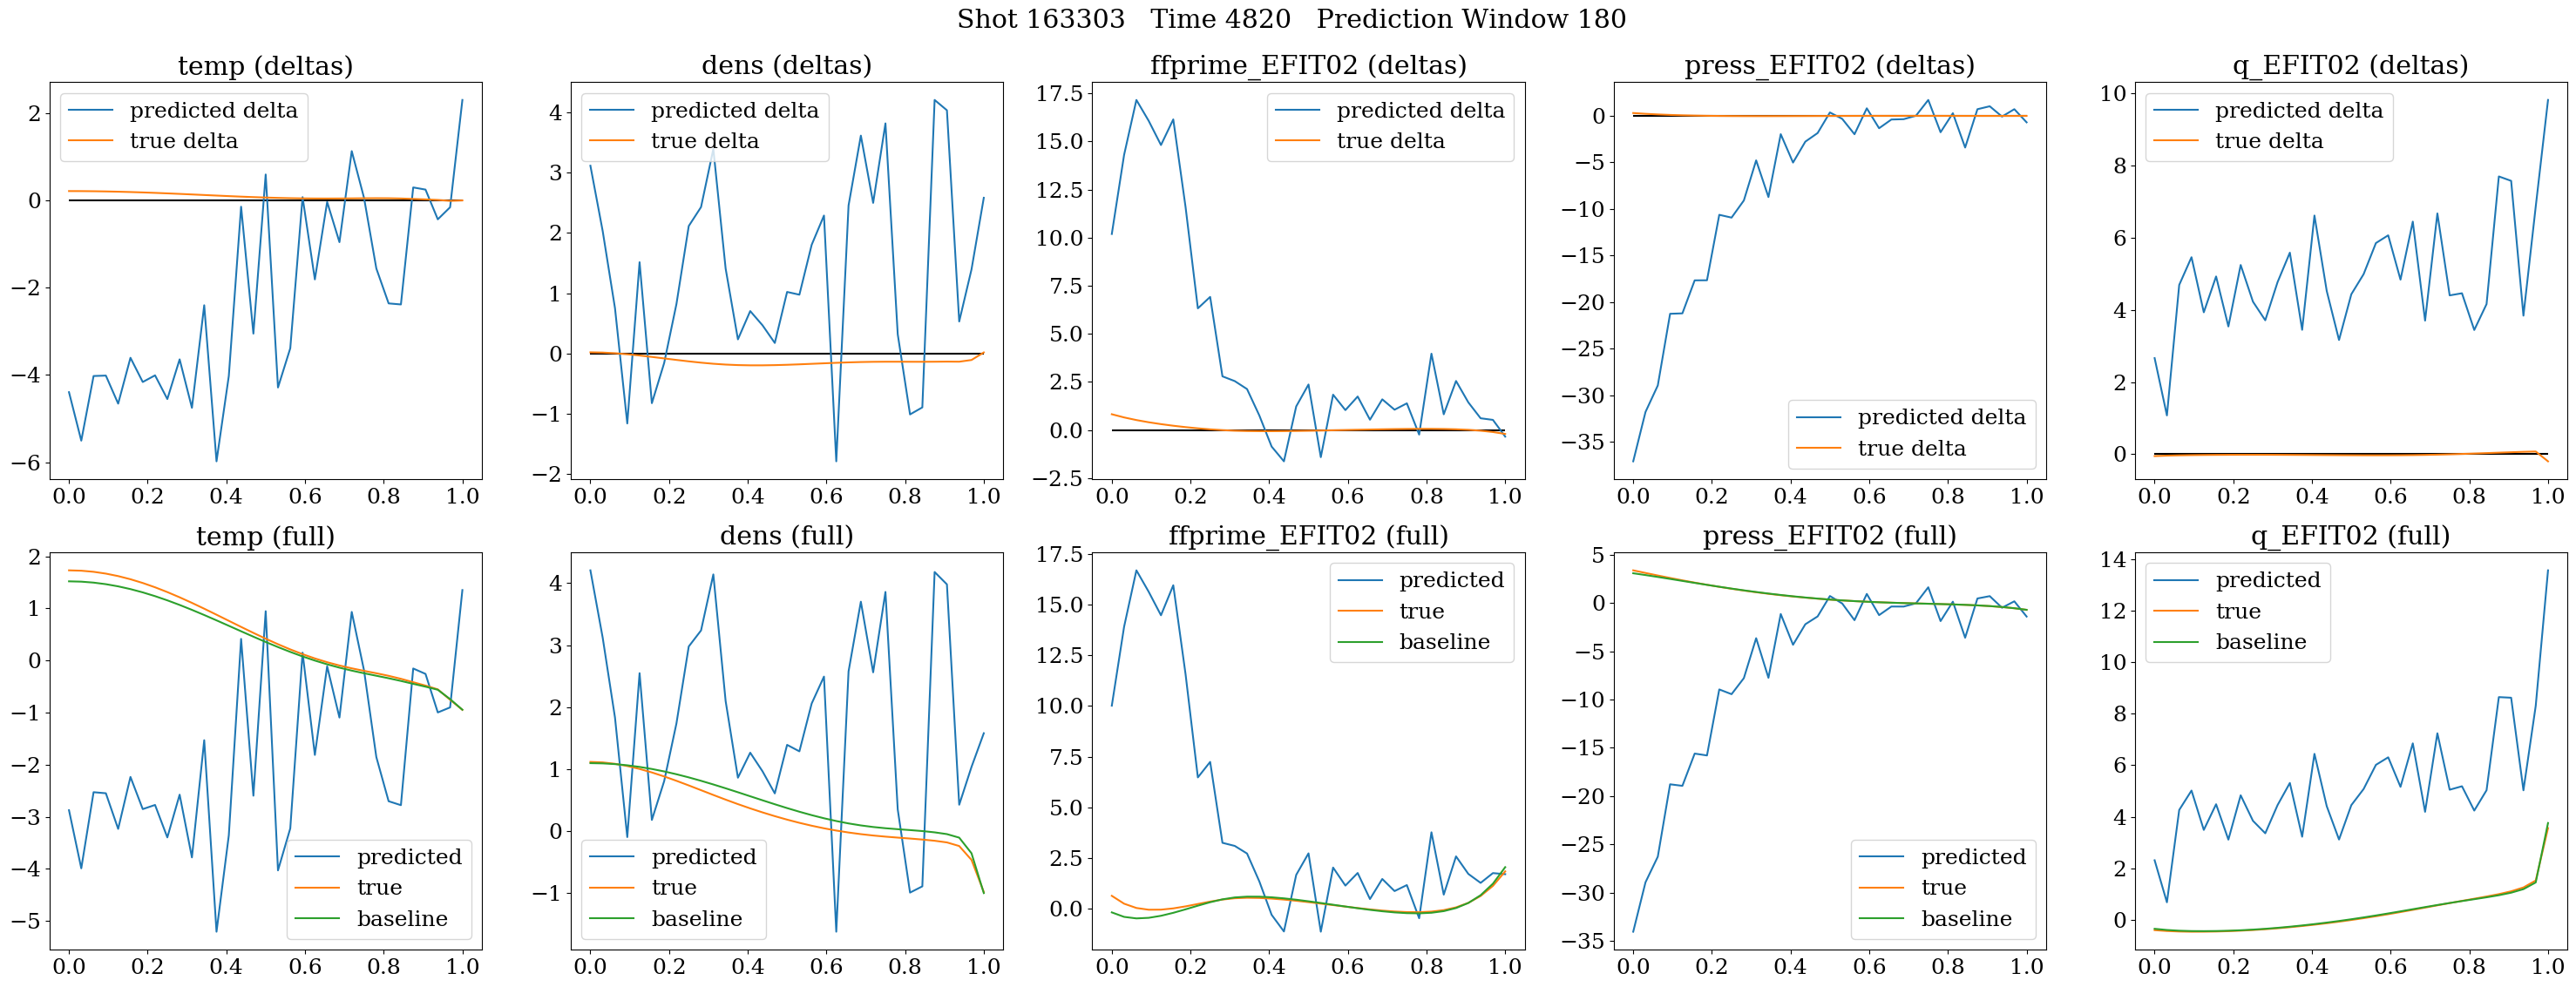 Shot 163303   Time 4820   Prediction Window 180
temp (deltas)
predicted delta
true delta
2
0
−2
−4
−6
0.0 0.2 0.4 0.6 0.8 1.0
dens (deltas)
predicted delta
true delta
4
3
2
1
0
−1
−2
0.0 0.2 0.4 0.6 0.8 1.0
ffprime_EFIT02 (deltas)
predicted delta
true delta
17.5
15.0
12.5
10.0
7.5
5.0
2.5
0.0
−2.5
0.0 0.2 0.4 0.6 0.8 1.0
press_EFIT02 (deltas)
0
−5
−10
−15
−20
−25
−30
−35
predicted delta
true delta
0.0 0.2 0.4 0.6 0.8 1.0
q_EFIT02 (deltas)
predicted delta
true delta
10
8
6
4
2
0
0.0 0.2 0.4 0.6 0.8 1.0
temp (full)
2
1
0
−1
−2
−3
−4
−5
predicted
true
baseline
0.0 0.2 0.4 0.6 0.8 1.0
dens (full)
4
3
2
1
0
−1
predicted
true
baseline
0.0 0.2 0.4 0.6 0.8 1.0
ffprime_EFIT02 (full)
predicted
true
baseline
17.5
15.0
12.5
10.0
7.5
5.0
2.5
0.0
0.0 0.2 0.4 0.6 0.8 1.0
press_EFIT02 (full)
5
0
−5
−10
−15
−20
−25
−30
−35
predicted
true
baseline
0.0 0.2 0.4 0.6 0.8 1.0
q_EFIT02 (full)
predicted
true
baseline
14
12
10
8
6
4
2
0
0.0 0.2 0.4 0.6 0.8 1.0